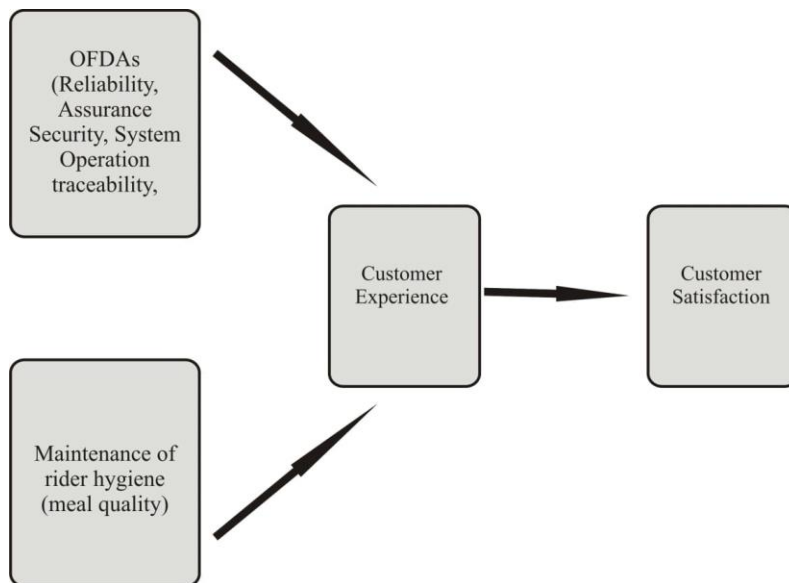 OFDAs
(Reliability,
Assurance
Security, System
Operation
traceability,
Customer
Experience
Customer
Satisfaction
Maintenance of
rider hygiene
(meal quality)